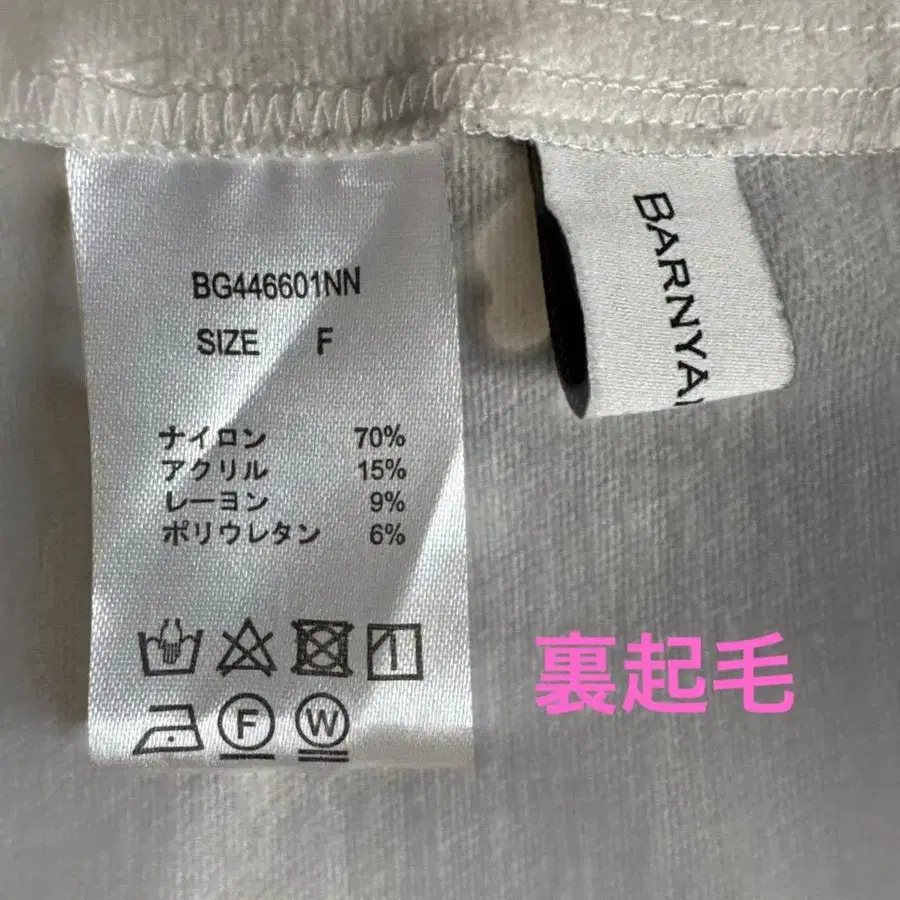 BG446601NN
SIZE F
ナイロン 70%
アクリル 15%
レーヨン 9%
ポリウレタン 6%
F W
BARNYA
裏起毛